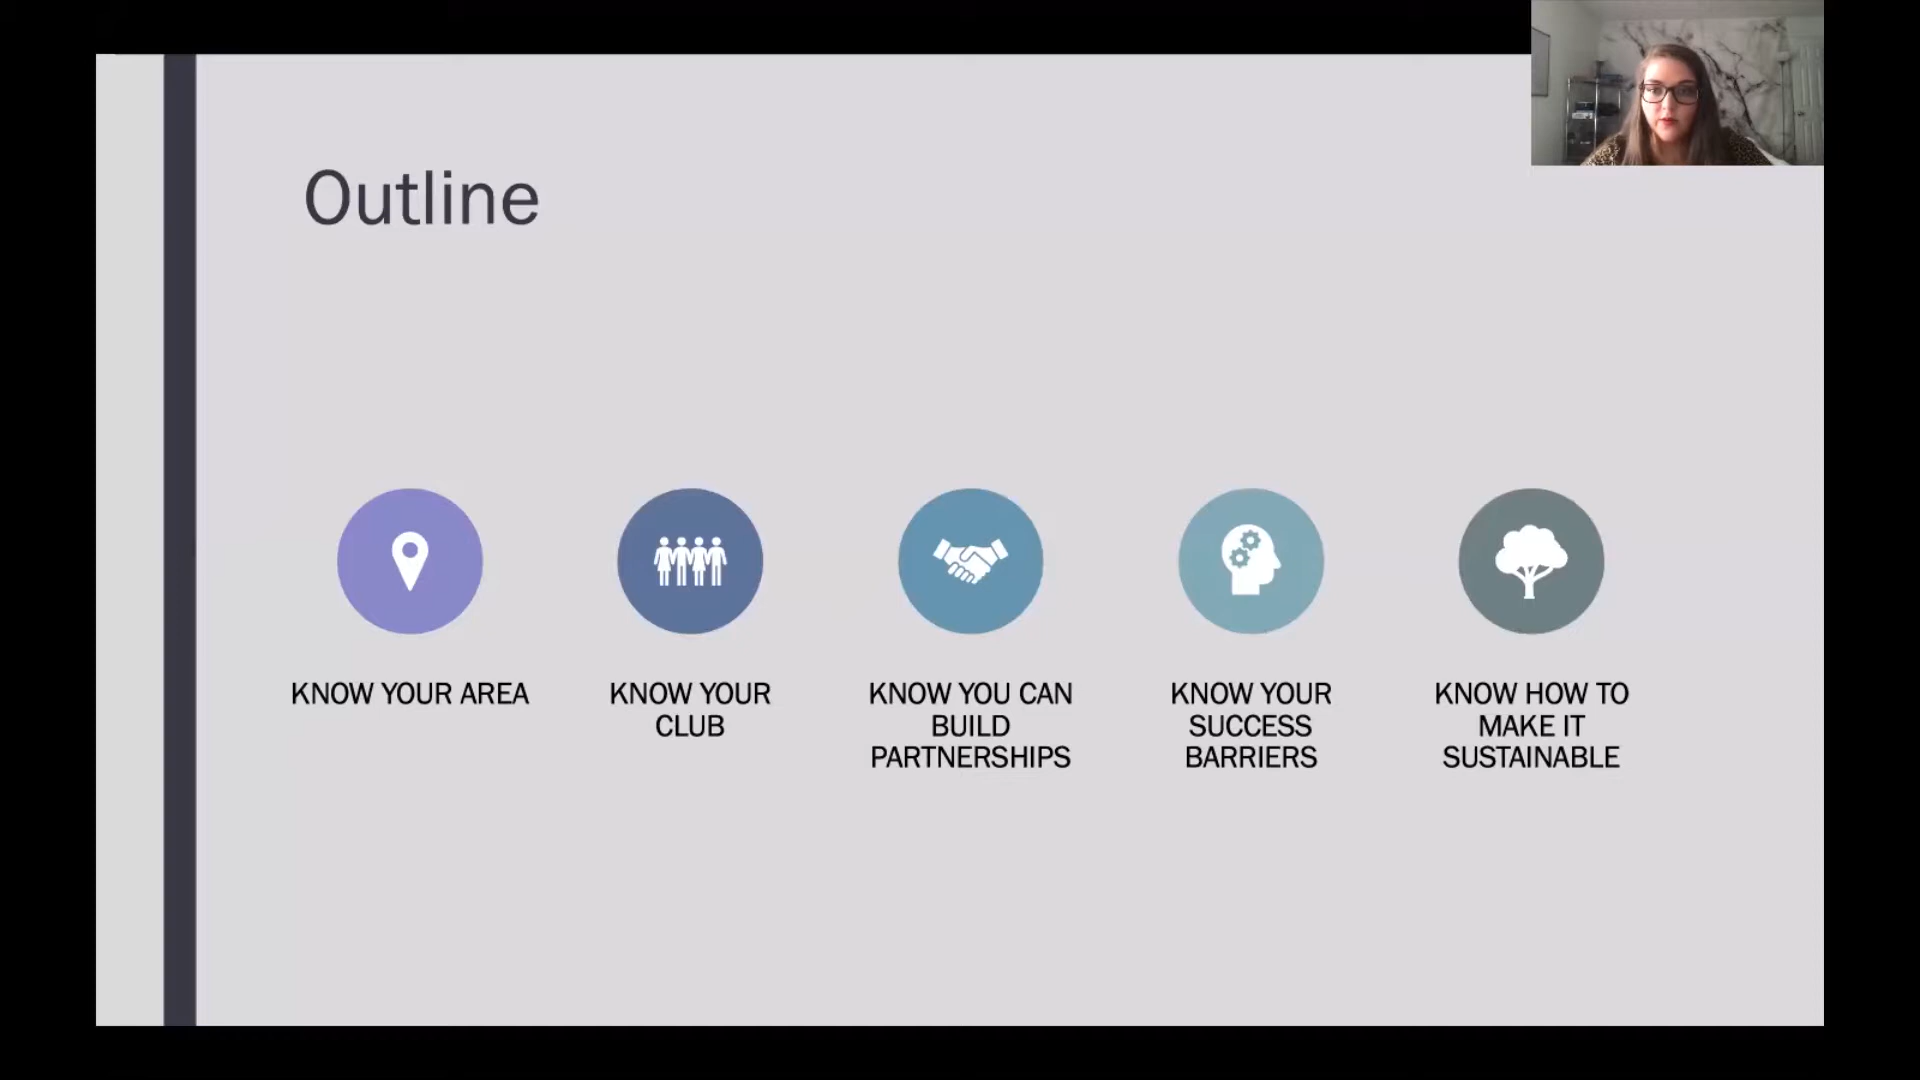 Outline
KNOW YOUR AREA
KNOW YOUR
CLUB
KNOW YOU CAN
BUILD
PARTNERSHIPS
KNOW YOUR
SUCCESS
BARRIERS
KNOW HOW TO
MAKE IT
SUSTAINABLE